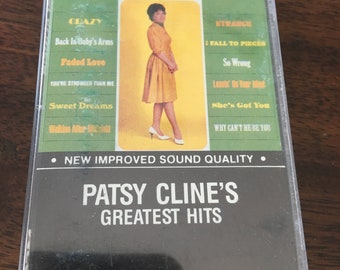 CRAZY
Back In Baby's Arms
Faded Love
YOU'RE STRONGER THAN ME
Sweet Dreams
Walkin After Midnight
STRANGE
I FALL TO PIECES
So Wrong
Leavin' On Your Mind
She's Got You
WHY CAN'T HE BE YOU
• NEW IMPROVED SOUND QUALITY •
PATSY CLINE'S
GREATEST HITS